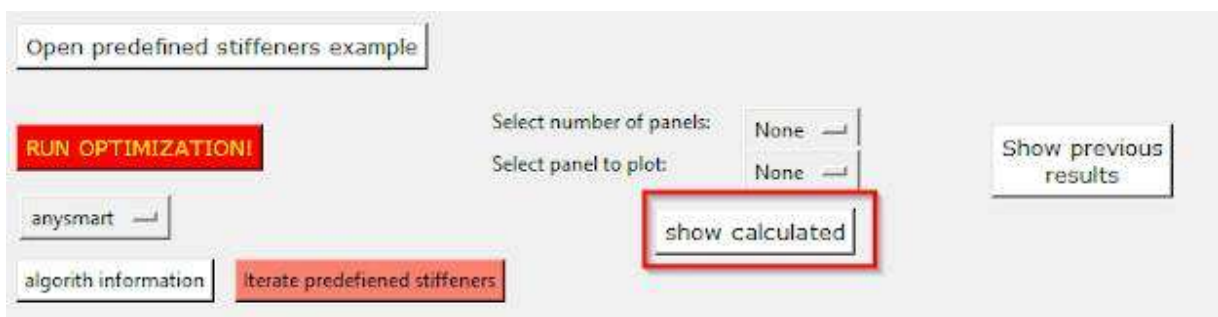 Open predefined stiffeners example
RUN OPTIMIZATION!
Select number of panels:
None
Select panel to plot:
None
Show previous
results
anysmart
show calculated
algorith information
Iterate predefiened stiffeners